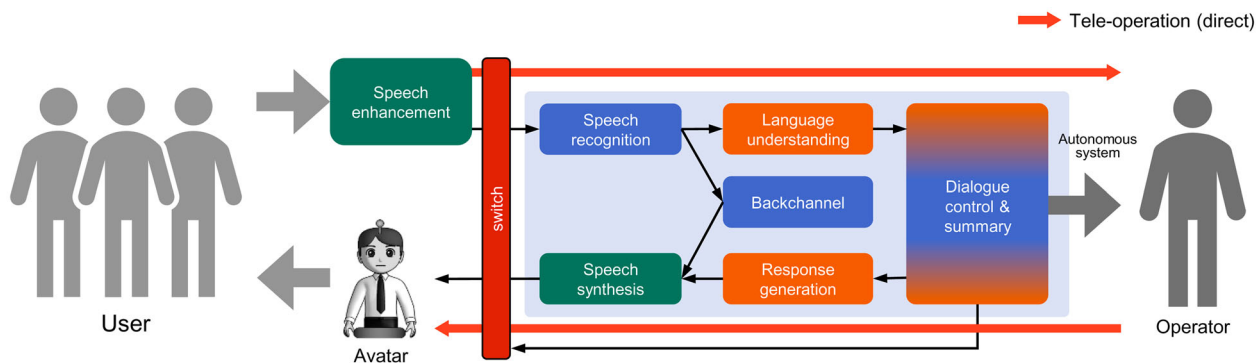 Tele-operation (direct)
Speech
enhancement
switch
Speech
recognition
Language
understanding
Backchannel
Dialogue
control &
summary
Autonomous
system
Speech
synthesis
Response
generation
User
Avatar
Operator